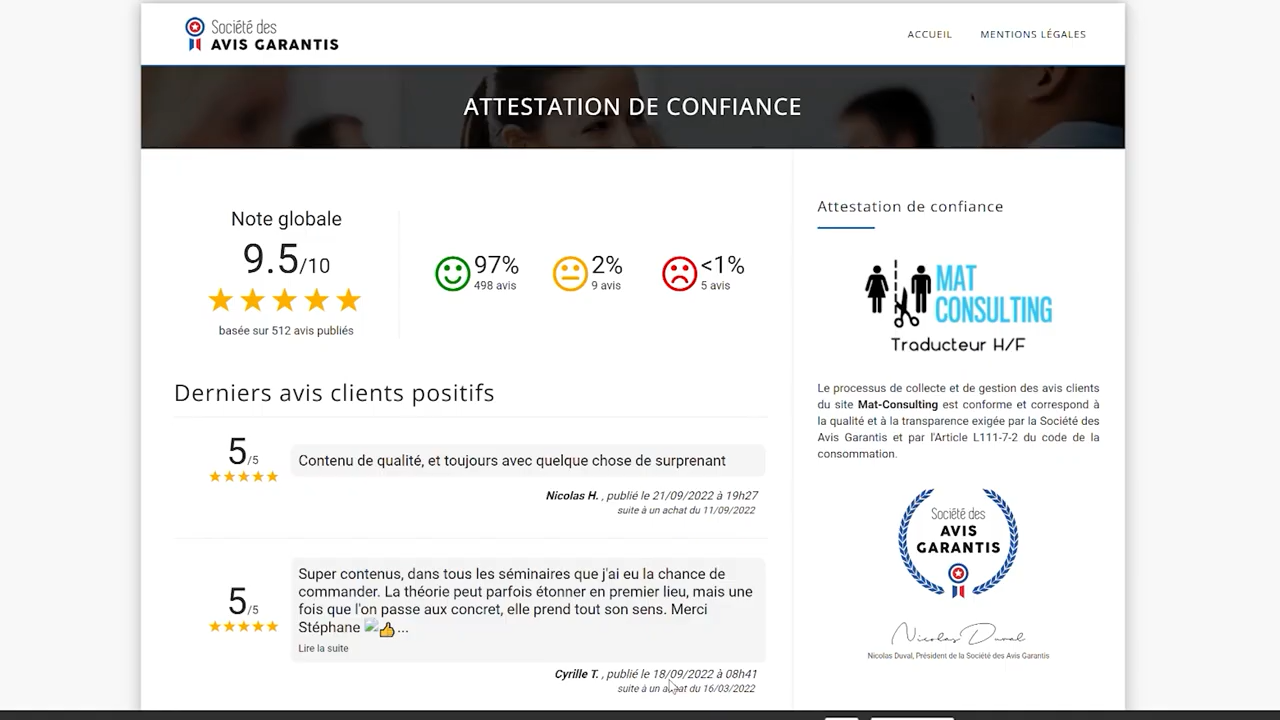 Société des
AVIS GARANTIS
ACCUEIL
MENTIONS LÉGALES
ATTESTATION DE CONFIANCE
Note globale
9.5/10
basée sur 512 avis publiés
97%
498 avis
2%
9 avis
<1%
5 avis
Derniers avis clients positifs
5/5
Contenu de qualité, et toujours avec quelque chose de surprenant
Nicolas H. , publié le 21/09/2022 à 19h27
suite à un achat du 11/09/2022
5/5
Super contenus, dans tous les séminaires que j'ai eu la chance de
commander. La théorie peut parfois étonner en premier lieu, mais une
fois que l'on passe aux concret, elle prend tout son sens. Merci
Stéphane 👍...
Lire la suite
Cyrille T. , publié le 18/09/2022 à 08h41
suite à un achat du 16/03/2022
Attestation de confiance
MAT
CONSULTING
Traducteur H/F
Le processus de collecte et de gestion des avis clients
du site Mat-Consulting est conforme et correspond à
la qualité et à la transparence exigée par la Société des
Avis Garantis et par l'Article L111-7-2 du code de la
consommation.
Société des
AVIS
GARANTIS
Nicolas Duval
Nicolas Duval, Président de la Société des Avis Garantis